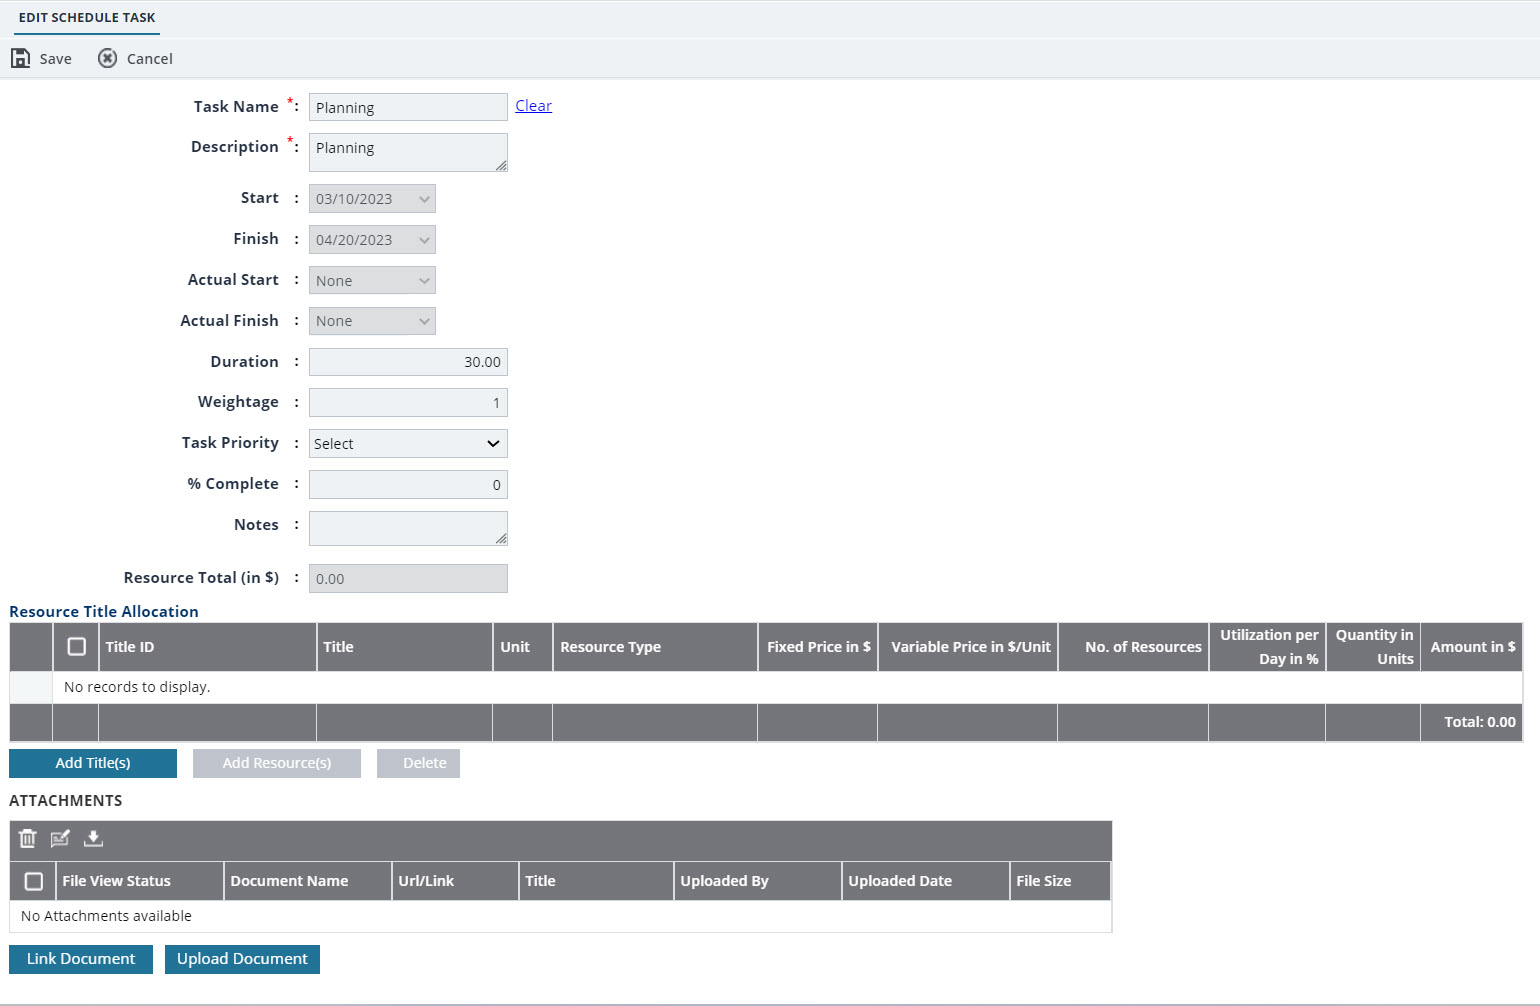 EDIT SCHEDULE TASK
Save Cancel
Task Name *: Planning Clear
Description *: Planning
Start : 03/10/2023
Finish : 04/20/2023
Actual Start : None
Actual Finish : None
Duration : 30.00
Weightage : 1
Task Priority : Select
% Complete : 0
Notes :
Resource Total (in $) : 0.00
Resource Title Allocation
Title ID Title Unit Resource Type Fixed Price in $ Variable Price in $/Unit No. of Resources Utilization per Day in % Quantity in Units Amount in $
No records to display.
Total: 0.00
Add Title(s) Add Resource(s) Delete
ATTACHMENTS
File View Status Document Name Url/Link Title Uploaded By Uploaded Date File Size
No Attachments available
Link Document Upload Document